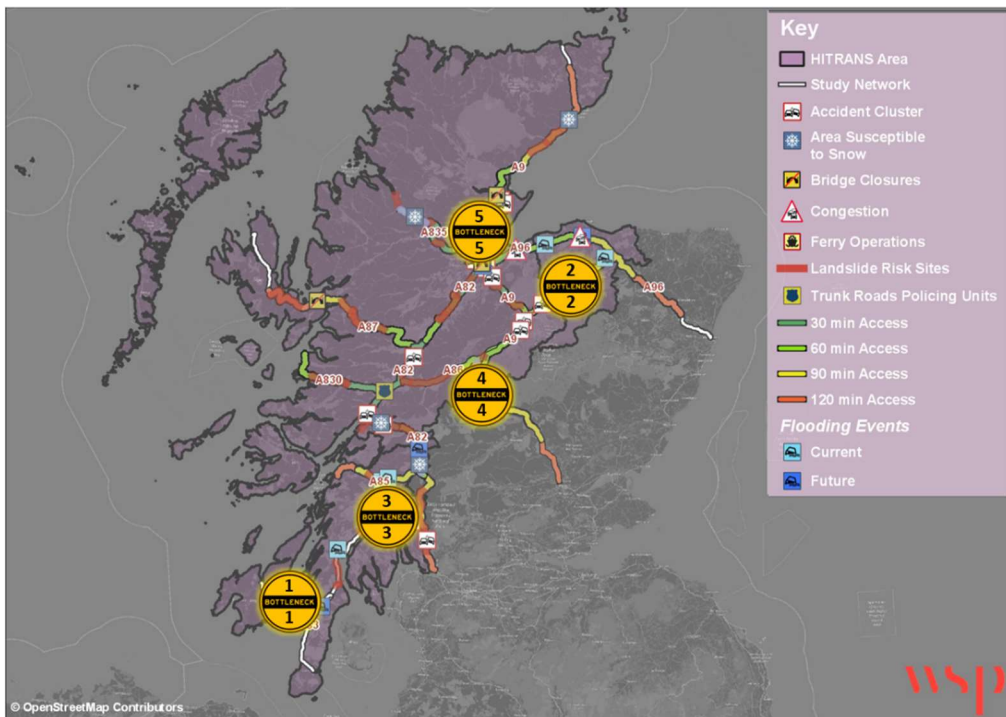 Key
HITRANS Area
Study Network
Accident Cluster
Area Susceptible
to Snow
Bridge Closures
Congestion
Ferry Operations
Landslide Risk Sites
Trunk Roads Policing Units
30 min Access
60 min Access
90 min Access
120 min Access
Flooding Events
Current
Future
A9
5
BOTTLENECK
5
A835
A96
2
BOTTLENECK
2
A82
A9
A96
A87
A9
A82
A86
A830
4
BOTTLENECK
4
A82
A85
3
BOTTLENECK
3
1
BOTTLENECK
1
wsp
© OpenStreetMap Contributors